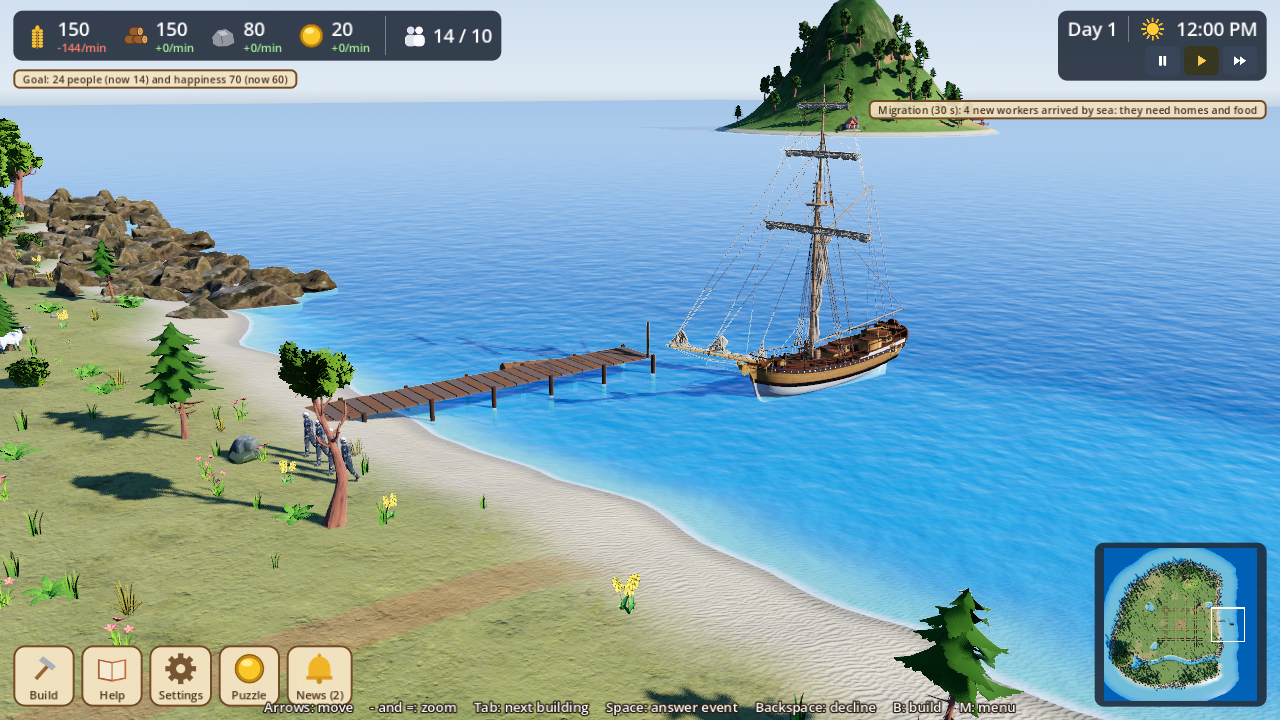 150
-144/min
150
+0/min
80
+0/min
20
+0/min
14 / 10
Day 1
12:00 PM
Goal: 24 people (now 14) and happiness 70 (now 60)
Migration (30 s): 4 new workers arrived by sea: they need homes and food
Build
Help
Settings
Puzzle
News (2)
Arrows: move - and =: zoom Tab: next building Space: answer event Backspace: decline B: build M: menu